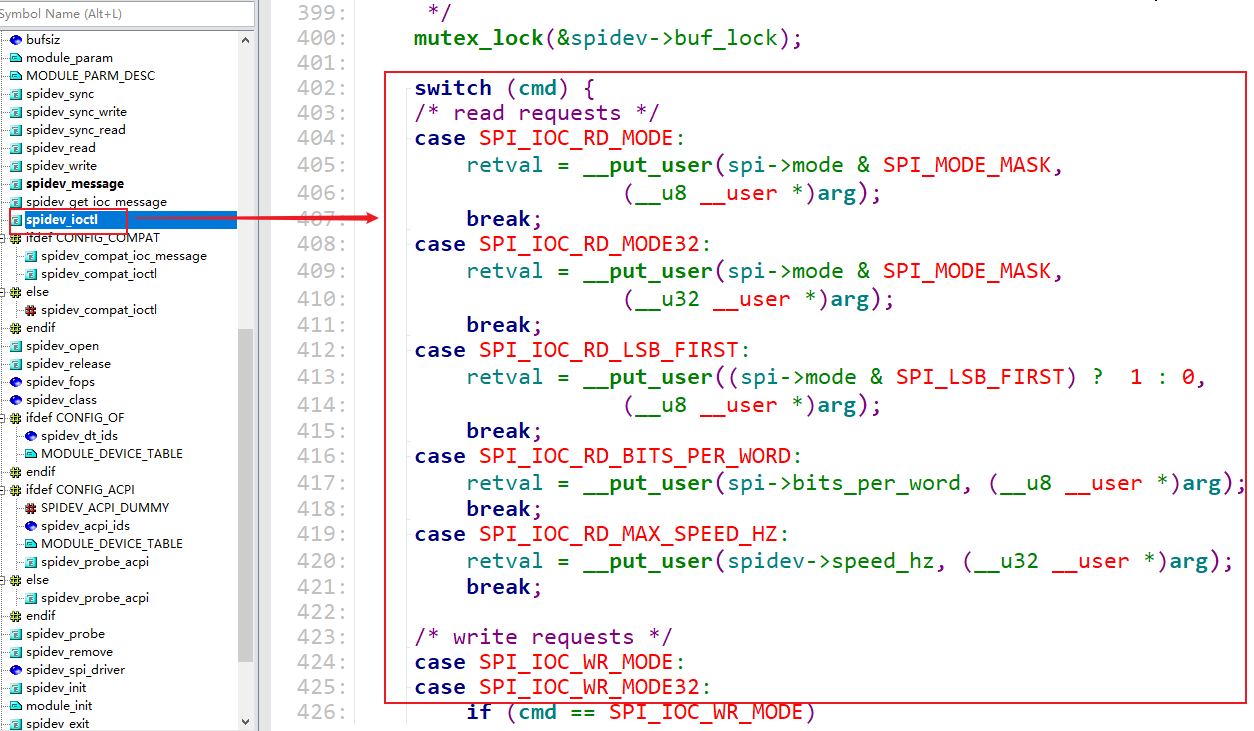 Symbol Name (Alt+L)
bufsiz
module_param
MODULE_PARM_DESC
spidev_sync
spidev_sync_write
spidev_sync_read
spidev_read
spidev_write
spidev_message
spidev_get_ioc_message
spidev_ioctl
ifdef CONFIG_COMPAT
spidev_compat_ioc_message
spidev_compat_ioctl
else
spidev_compat_ioctl
endif
spidev_open
spidev_release
spidev_fops
spidev_class
ifdef CONFIG_OF
spidev_dt_ids
MODULE_DEVICE_TABLE
endif
ifdef CONFIG_ACPI
SPIDEV_ACPI_DUMMY
spidev_acpi_ids
MODULE_DEVICE_TABLE
spidev_probe_acpi
else
spidev_probe_acpi
endif
spidev_probe
spidev_remove
spidev_spi_driver
spidev_init
module_init
spidev_exit
399: */
400: mutex_lock(&spidev->buf_lock);
401:
402: switch (cmd) {
403: /* read requests */
404: case SPI_IOC_RD_MODE:
405: retval = __put_user(spi->mode & SPI_MODE_MASK,
406: (__u8 __user *)arg);
407: break;
408: case SPI_IOC_RD_MODE32:
409: retval = __put_user(spi->mode & SPI_MODE_MASK,
410: (__u32 __user *)arg);
411: break;
412: case SPI_IOC_RD_LSB_FIRST:
413: retval = __put_user((spi->mode & SPI_LSB_FIRST) ? 1 : 0,
414: (__u8 __user *)arg);
415: break;
416: case SPI_IOC_RD_BITS_PER_WORD:
417: retval = __put_user(spi->bits_per_word, (__u8 __user *)arg);
418: break;
419: case SPI_IOC_RD_MAX_SPEED_HZ:
420: retval = __put_user(spidev->speed_hz, (__u32 __user *)arg);
421: break;
422:
423: /* write requests */
424: case SPI_IOC_WR_MODE:
425: case SPI_IOC_WR_MODE32:
426: if (cmd == SPI_IOC_WR_MODE)